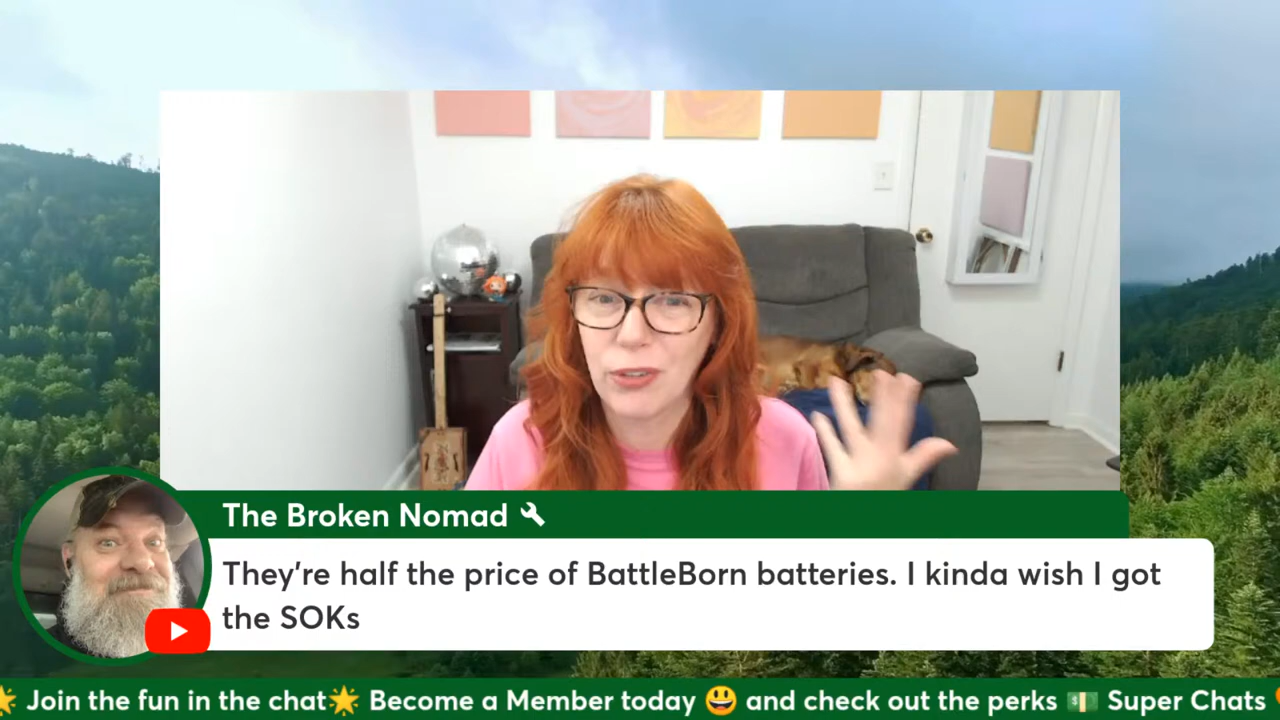 The Broken Nomad
They're half the price of BattleBorn batteries. I kinda wish I got
the SOKs
🌟 Join the fun in the chat🌟 Become a Member today 😃 and check out the perks 💵 Super Chats